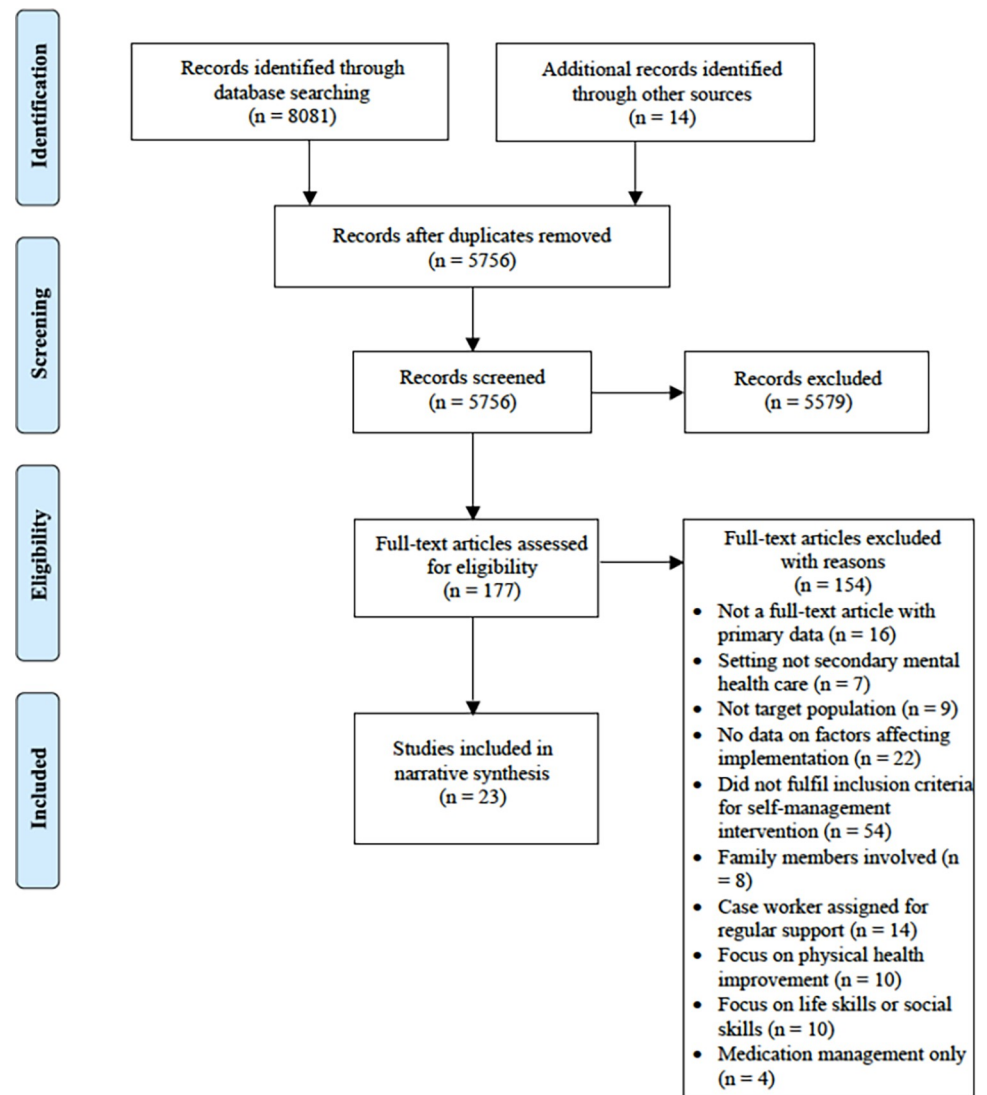 Identification
Records identified through
database searching
(n = 8081)
Additional records identified
through other sources
(n = 14)
Records after duplicates removed
(n = 5756)
Screening
Records screened
(n = 5756)
Records excluded
(n = 5579)
Eligibility
Full-text articles assessed
for eligibility
(n = 177)
Full-text articles excluded
with reasons
(n = 154)
• Not a full-text article with
primary data (n = 16)
• Setting not secondary mental
health care (n = 7)
• Not target population (n = 9)
• No data on factors affecting
implementation (n = 22)
• Did not fulfil inclusion criteria
for self-management
intervention (n = 54)
• Family members involved (n
= 8)
• Case worker assigned for
regular support (n = 14)
• Focus on physical health
improvement (n = 10)
• Focus on life skills or social
skills (n = 10)
• Medication management only
(n = 4)
Included
Studies included in
narrative synthesis
(n = 23)